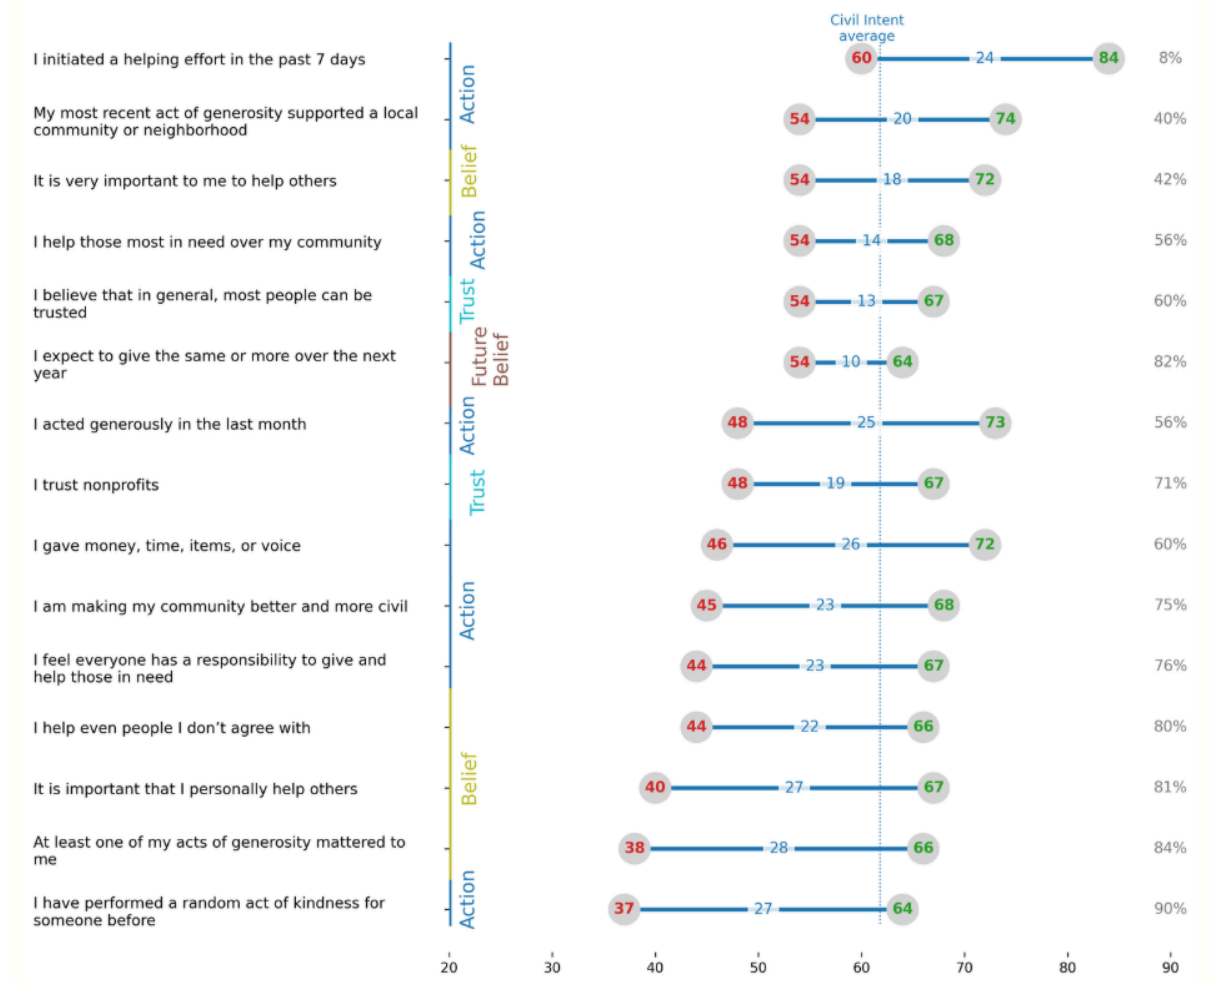 Civil Intent
average
I initiated a helping effort in the past 7 days
60
24
84
8%
Action
My most recent act of generosity supported a local
community or neighborhood
54
20
74
40%
Belief
It is very important to me to help others
54
18
72
42%
Action
I help those most in need over my community
54
14
68
56%
Trust
I believe that in general, most people can be
trusted
54
13
67
60%
Future
Belief
I expect to give the same or more over the next
year
54
10
64
82%
Action
I acted generously in the last month
48
25
73
56%
Trust
I trust nonprofits
48
19
67
71%
I gave money, time, items, or voice
46
26
72
60%
Action
I am making my community better and more civil
45
23
68
75%
I feel everyone has a responsibility to give and
help those in need
44
23
67
76%
I help even people I don’t agree with
44
22
66
80%
Belief
It is important that I personally help others
40
27
67
81%
At least one of my acts of generosity mattered to
me
38
28
66
84%
Action
I have performed a random act of kindness for
someone before
37
27
64
90%
20 30 40 50 60 70 80 90